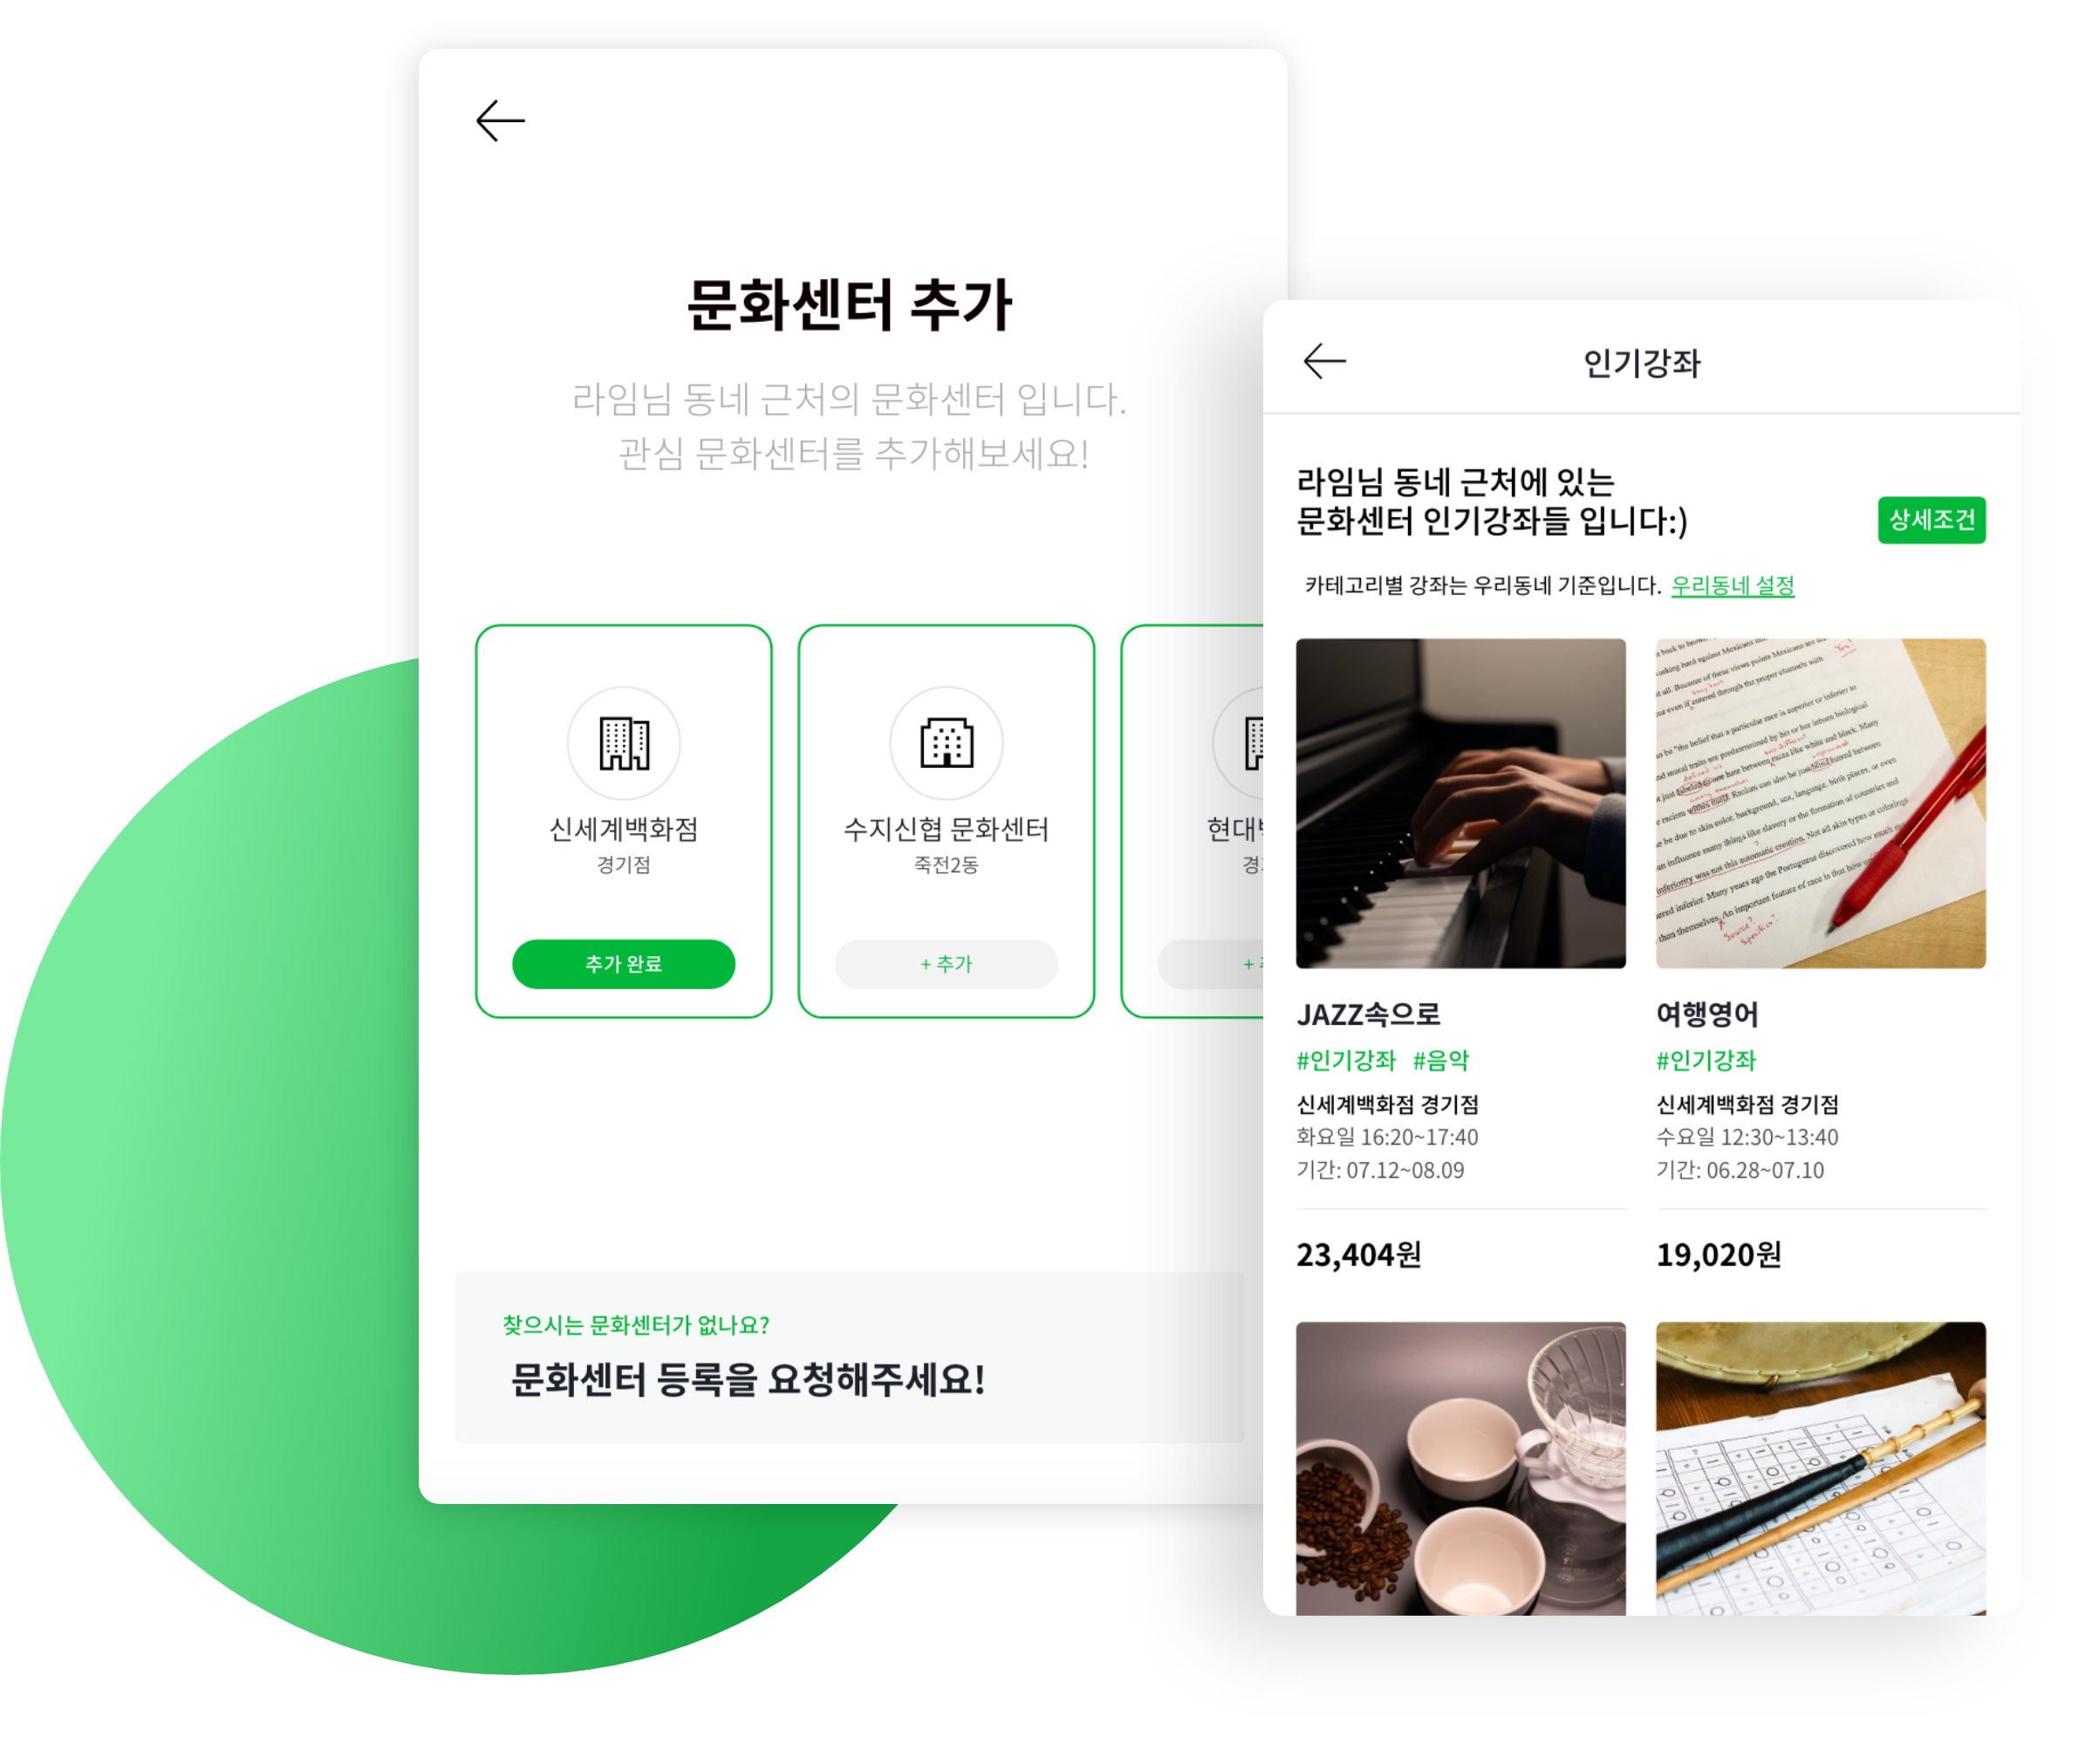 문화센터 추가
라임님 동네 근처의 문화센터 입니다.
관심 문화센터를 추가해보세요!
신세계백화점
경기점
추가 완료
수지신협 문화센터
죽전2동
+ 추가
현대
경
+
찾으시는 문화센터가 없나요?
문화센터 등록을 요청해주세요!
인기강좌
라임님 동네 근처에 있는
문화센터 인기강좌들 입니다:)
상세조건
카테고리별 강좌는 우리동네 기준입니다. 우리동네 설정
JAZZ속으로
#인기강좌 #음악
신세계백화점 경기점
화요일 16:20~17:40
기간: 07.12~08.09
23,404원
여행영어
#인기강좌
신세계백화점 경기점
수요일 12:30~13:40
기간: 06.28~07.10
19,020원